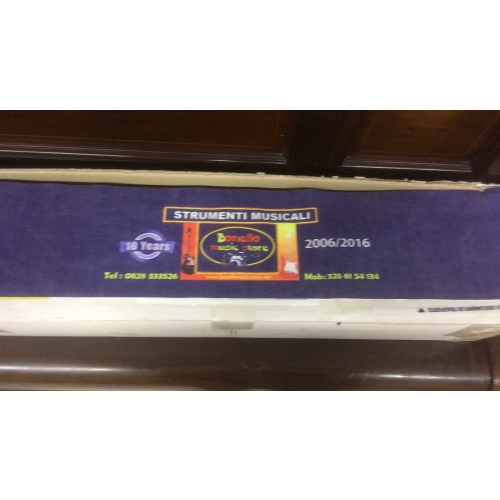 STRUMENTI MUSICALI
10 Years
Bonello
music store
2006/2016
Tel : 0828 333526
Mob: 328 61 54 134